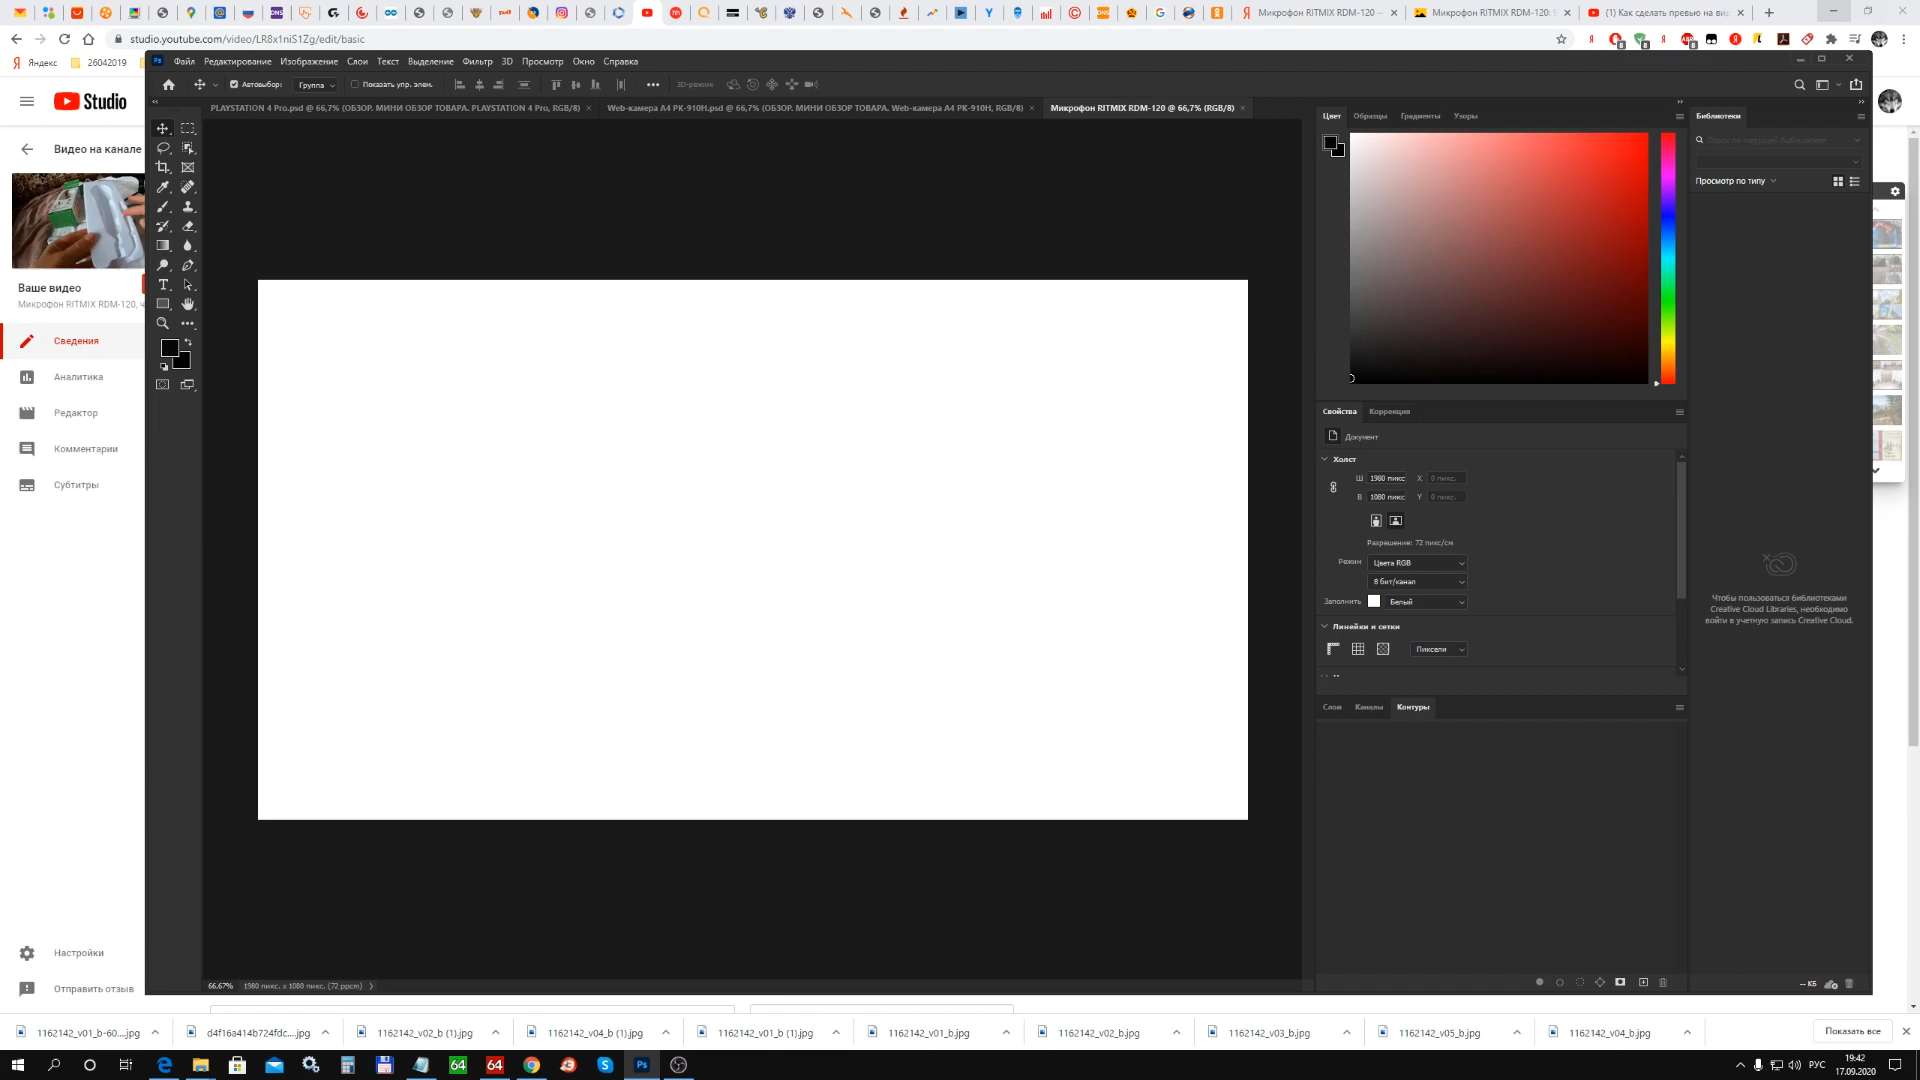 Микофон RITMIX RDM-120 —
Микрофон RITMIX RDM-120:
(1) Как сделать превью на ви
studio.youtube.com/video/LR8x1niS1Zg/edit/basic
Яндекс
26042019
Файл Редактирование Изображение Слои Текст Выделение Фильтр 3D Просмотр Окно Справка
Автовыбор: Группа Показать упр. элем. 3D-режим:
PLAYSTATION 4 Pro.psd @ 66,7% (ОБЗОР. МИНИ ОБЗОР ТОВАРА. PLAYSTATION 4 Pro, RGB/8)
Web-камера A4 PK-910H.psd @ 66,7% (ОБЗОР. МИНИ ОБЗОР ТОВАРА. Web-камера A4 PK-910H, RGB/8)
Микрофон RITMIX RDM-120 @ 66,7% (RGB/8)
Studio
Видео на канале
Ваше видео
Микрофон RITMIX RDM-120, ч
Сведения
Аналитика
Редактор
Комментарии
Субтитры
Настройки
Отправить отзыв
Цвет Образцы Градиенты Узоры
Библиотеки
Поиск по текущей библиотеке
Просмотр по типу
Свойства Коррекция
Документ
Холст
Ш 1980 пикс X 0 пикс.
В 1080 пикс Y 0 пикс.
Разрешение: 72 пикс/см
Режим Цвета RGB
8 бит/канал
Заполнить Белый
Линейки и сетки
Пиксели
Слои Каналы Контуры
Чтобы пользоваться библиотеками
Creative Cloud Libraries, необходимо
войти в учетную запись Creative Cloud.
-- КБ
66.67% 1980 пикс. x 1080 пикс. (72 ppcm)
1162142_v01_b-60....jpg
d4f16a414b724fdc....jpg
1162142_v02_b (1).jpg
1162142_v04_b (1).jpg
1162142_v01_b (1).jpg
1162142_v01_b.jpg
1162142_v02_b.jpg
1162142_v03_b.jpg
1162142_v05_b.jpg
1162142_v04_b.jpg
Показать все
64
64
Ps
РУС
19:42
17.09.2020